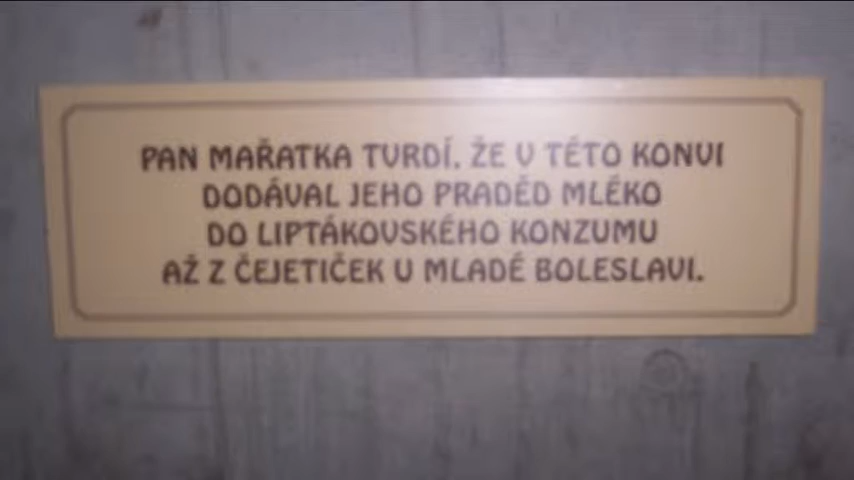 PAN MAŘATKA TVRDÍ, ŽE V TÉTO KONVI
DODÁVAL JEHO PRADĚD MLÉKO
DO LIPTÁKOVSKÉHO KONZUMU
AŽ Z ČEJETIČEK U MLADÉ BOLESLAVI.